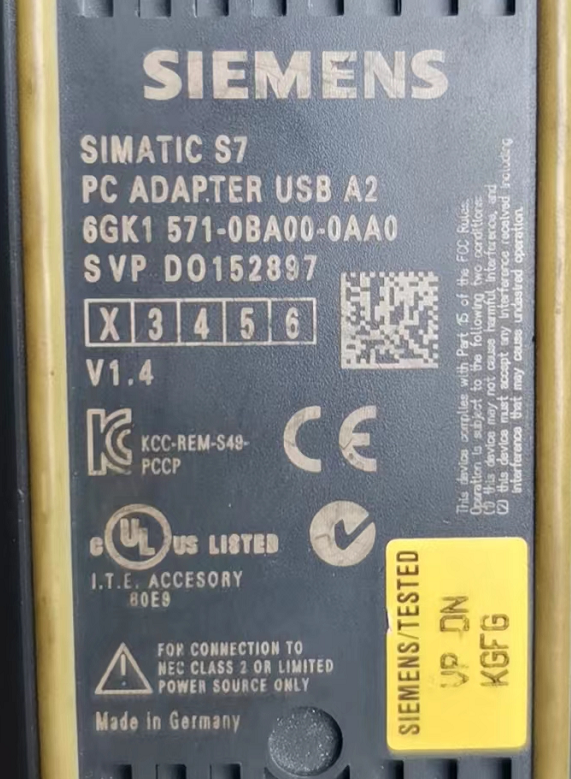 SIEMENS
SIMATIC S7
PC ADAPTER USB A2
6GK1 571-0BA00-0AA0
SVP DO152897
X 3 4 5 6
V1.4
KCC-REM-S49-
PCCP
CE
C UL US LISTED
I.T.E. ACCESORY
80E9
FOR CONNECTION TO
NEC CLASS 2 OR LIMITED
POWER SOURCE ONLY
Made in Germany
This device complies with Part 15 of the FCC Rules.
Operation is subject to the following two conditions:
(1) this device may not cause harmful interference, and
(2) this device must accept any interference received including
interference that may cause undesired operation.
SIEMENS/TESTED
UP DN
KGFG